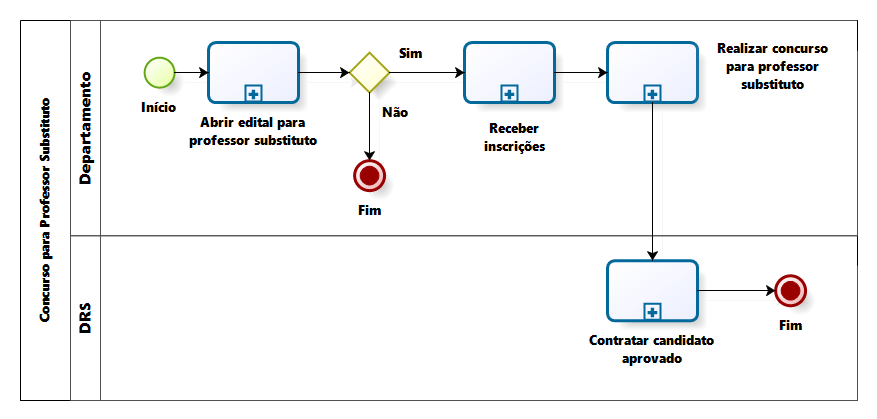 Concurso para Professor Substituto
Departamento
Início
Abrir edital para
professor substituto
Sim
Não
Fim
Receber
inscrições
Realizar concurso
para professor
substituto
DRS
Contratar candidato
aprovado
Fim